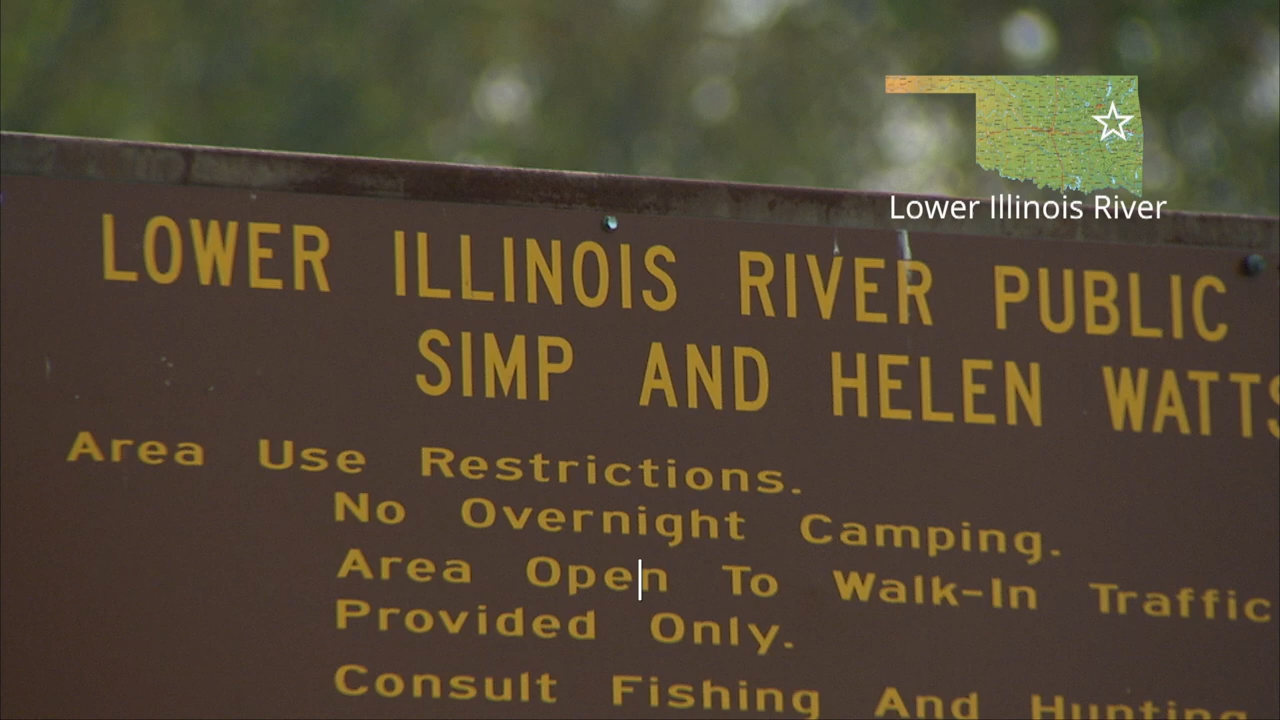 Lower Illinois River
LOWER ILLINOIS RIVER PUBLIC
SIMP AND HELEN WATTS
Area Use Restrictions.
No Overnight Camping.
Area Open To Walk-In Traffic
Provided Only.
Consult Fishing And Hunting